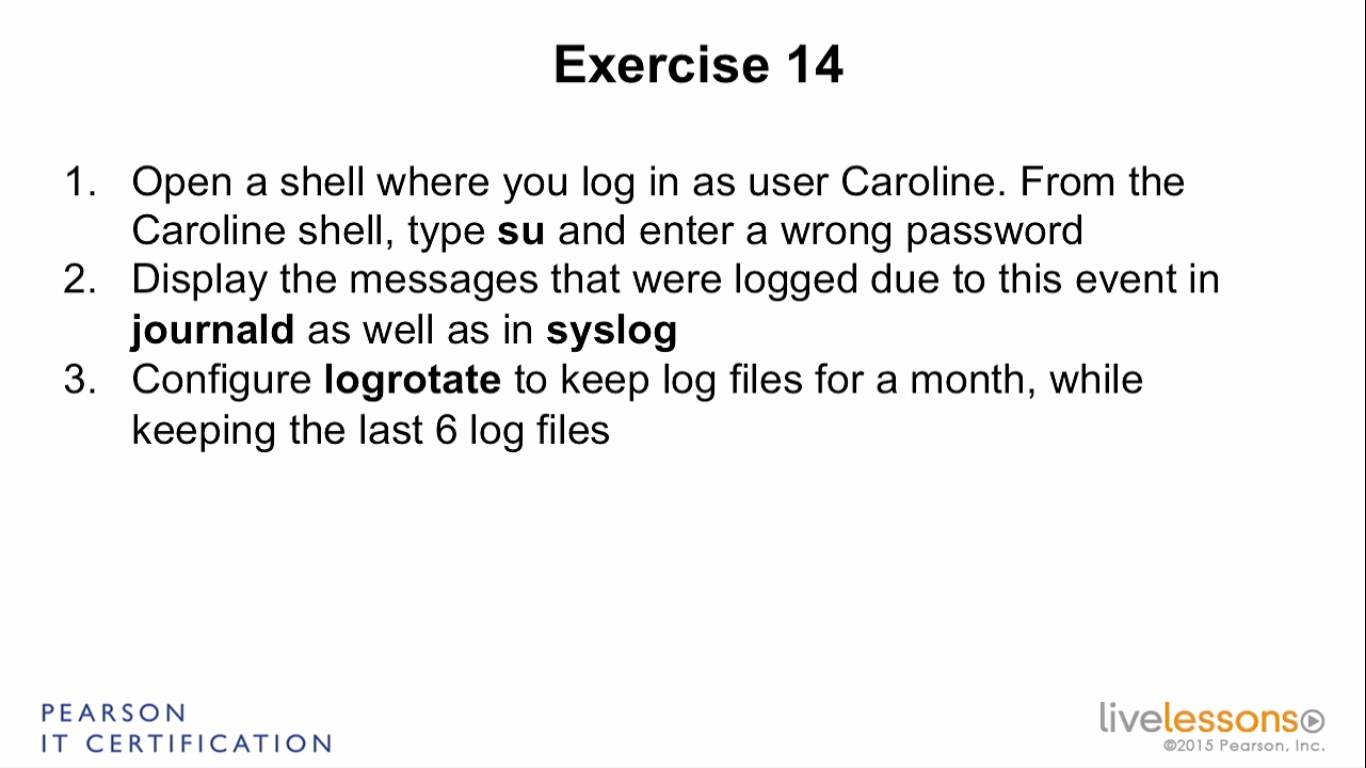 Exercise 14
1. Open a shell where you log in as user Caroline. From the
Caroline shell, type su and enter a wrong password
2. Display the messages that were logged due to this event in
journald as well as in syslog
3. Configure logrotate to keep log files for a month, while
keeping the last 6 log files
PEARSON
IT CERTIFICATION
livelessons
©2015 Pearson, Inc.